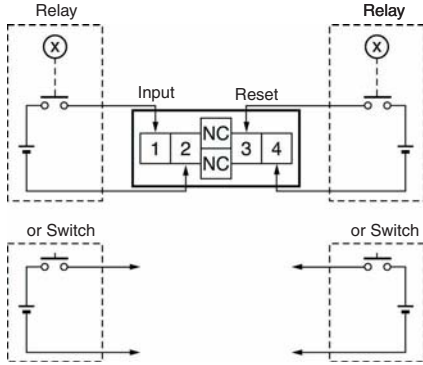 Relay Relay
X X
Input Reset
NC
1 2 3 4
NC
or Switch or Switch